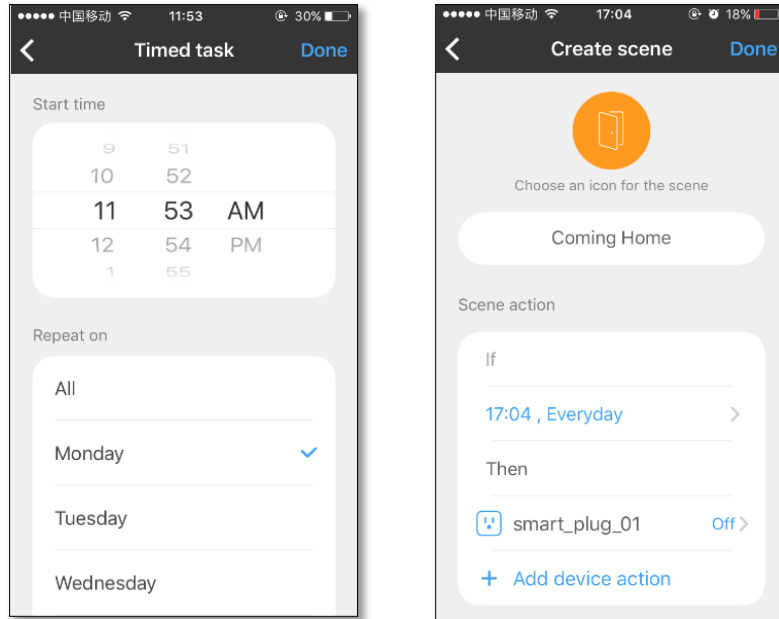 中国移动 11:53 30%
Timed task Done
Start time
9 51
10 52
11 53 AM
12 54 PM
1 55
Repeat on
All
Monday
Tuesday
Wednesday
中国移动 17:04 18%
Create scene Done
Choose an icon for the scene
Coming Home
Scene action
If
17:04 , Everyday
Then
smart_plug_01 Off
+ Add device action